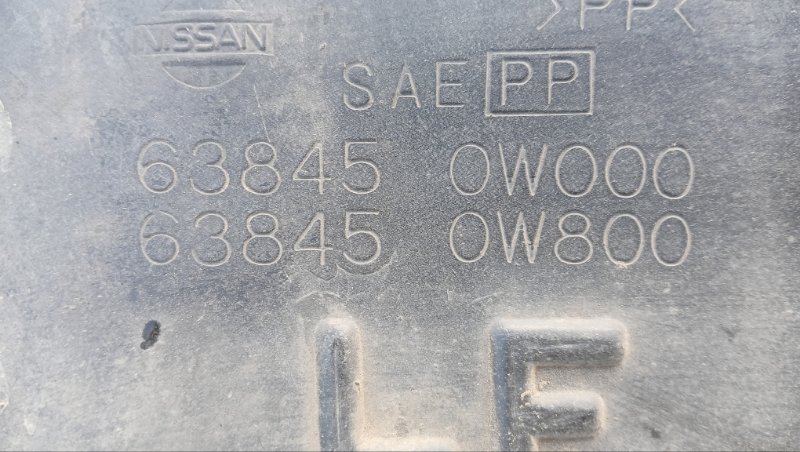 >PP<
NISSAN
SAE PP
63845 0W000
63845 0W800
LF